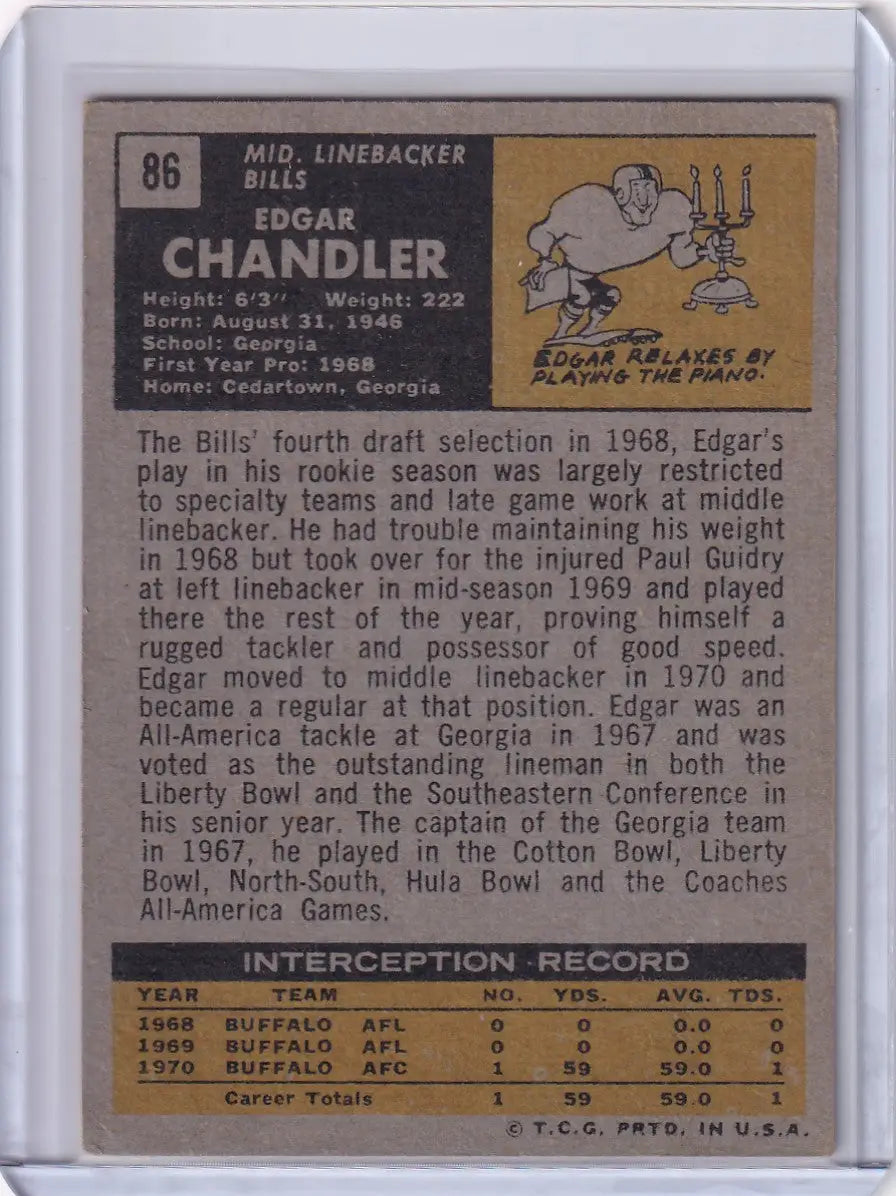 86
MID. LINEBACKER
BILLS
EDGAR
CHANDLER
Height: 6'3" Weight: 222
Born: August 31, 1946
School: Georgia
First Year Pro: 1968
Home: Cedartown, Georgia
EDGAR RELAXES BY
PLAYING THE PIANO.
The Bills' fourth draft selection in 1968, Edgar's
play in his rookie season was largely restricted
to specialty teams and late game work at middle
linebacker. He had trouble maintaining his weight
in 1968 but took over for the injured Paul Guidry
at left linebacker in mid-season 1969 and played
there the rest of the year, proving himself a
rugged tackler and possessor of good speed.
Edgar moved to middle linebacker in 1970 and
became a regular at that position. Edgar was an
All-America tackle at Georgia in 1967 and was
voted as the outstanding lineman in both the
Liberty Bowl and the Southeastern Conference in
his senior year. The captain of the Georgia team
in 1967, he played in the Cotton Bowl, Liberty
Bowl, North-South, Hula Bowl and the Coaches
All-America Games.
INTERCEPTION RECORD
YEAR TEAM NO. YDS. AVG. TDS.
1968 BUFFALO AFL 0 0 0.0 0
1969 BUFFALO AFL 0 0 0.0 0
1970 BUFFALO AFC 1 59 59.0 1
Career Totals 1 59 59.0 1
© T.C.G. PRTD. IN U.S.A.